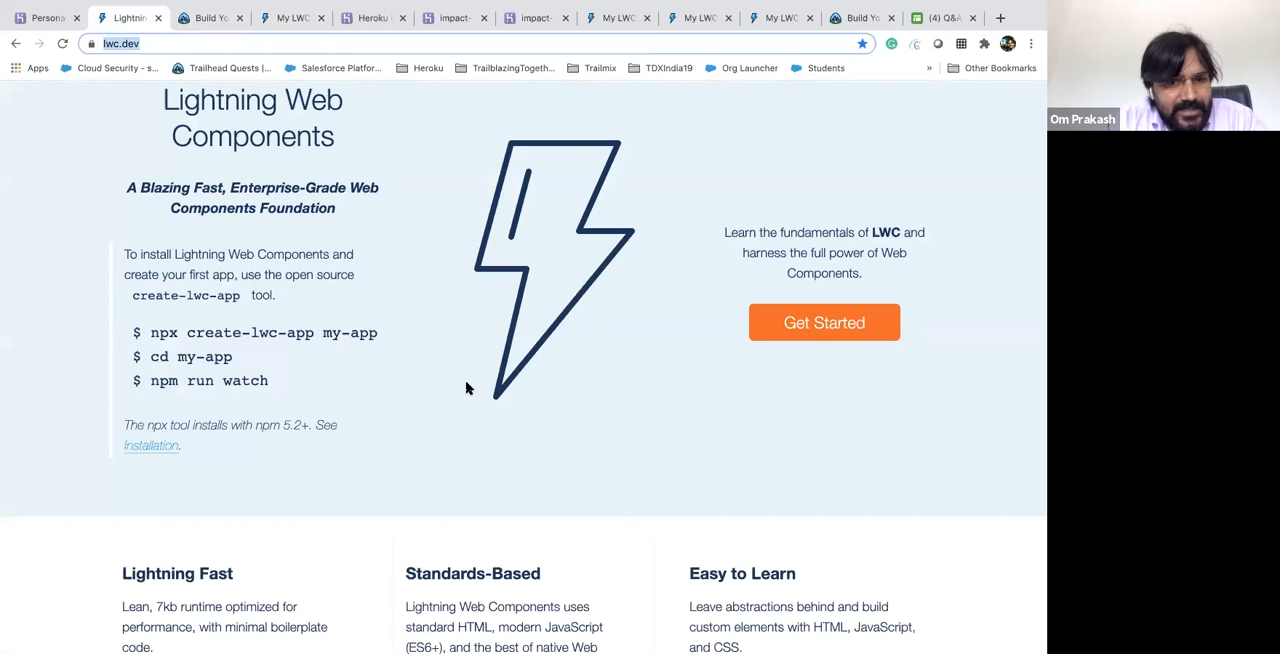 Persona
Lightnin
Build Yo
My LWC
Heroku
impact-
impact-
My LWC
My LWC
My LWC
Build Yo
(4) Q&A
lwc.dev
Apps
Cloud Security - s...
Trailhead Quests |...
Salesforce Platfor...
Heroku
TrailblazingTogeth...
Trailmix
TDXIndia19
Org Launcher
Students
»
Other Bookmarks
Om Prakash
Lightning Web
Components
A Blazing Fast, Enterprise-Grade Web
Components Foundation
To install Lightning Web Components and
create your first app, use the open source
create-lwc-app tool.
$ npx create-lwc-app my-app
$ cd my-app
$ npm run watch
The npx tool installs with npm 5.2+. See
Installation.
Learn the fundamentals of LWC and
harness the full power of Web
Components.
Get Started
Lightning Fast
Lean, 7kb runtime optimized for
performance, with minimal boilerplate
code.
Standards-Based
Lightning Web Components uses
standard HTML, modern JavaScript
(ES6+), and the best of native Web
Easy to Learn
Leave abstractions behind and build
custom elements with HTML, JavaScript,
and CSS.